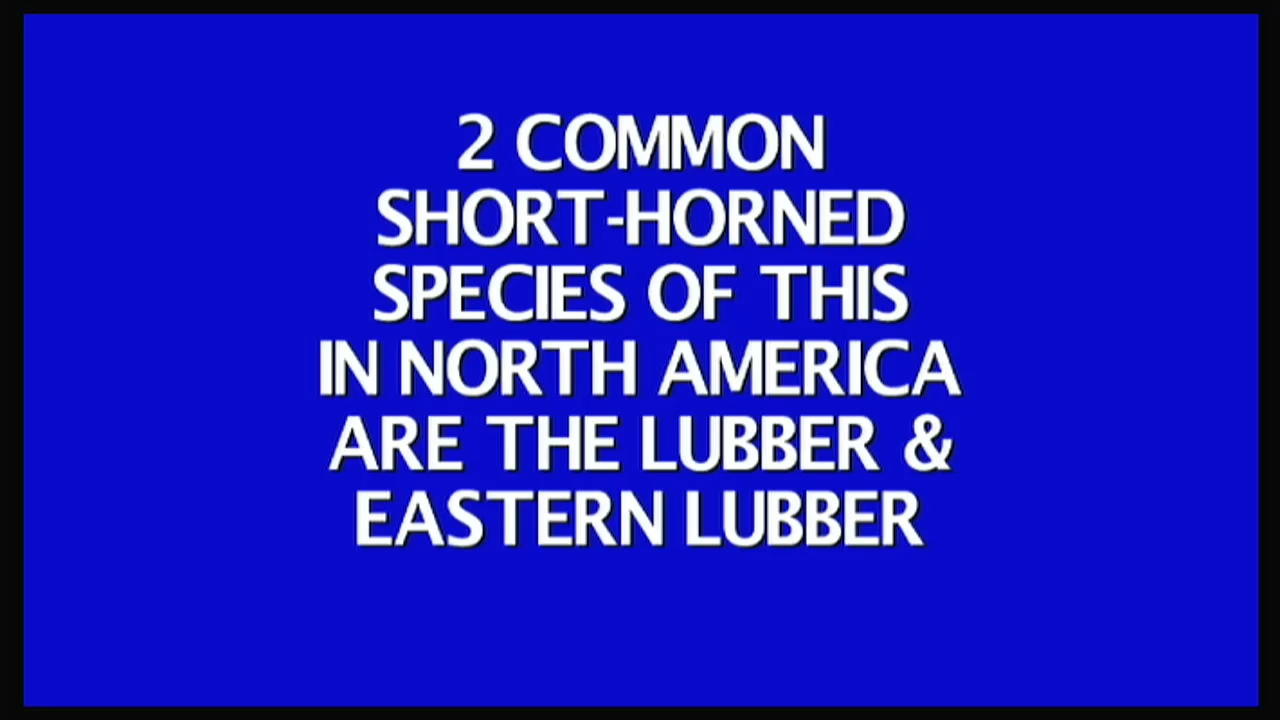 2 COMMON
SHORT-HORNED
SPECIES OF THIS
IN NORTH AMERICA
ARE THE LUBBER &
EASTERN LUBBER